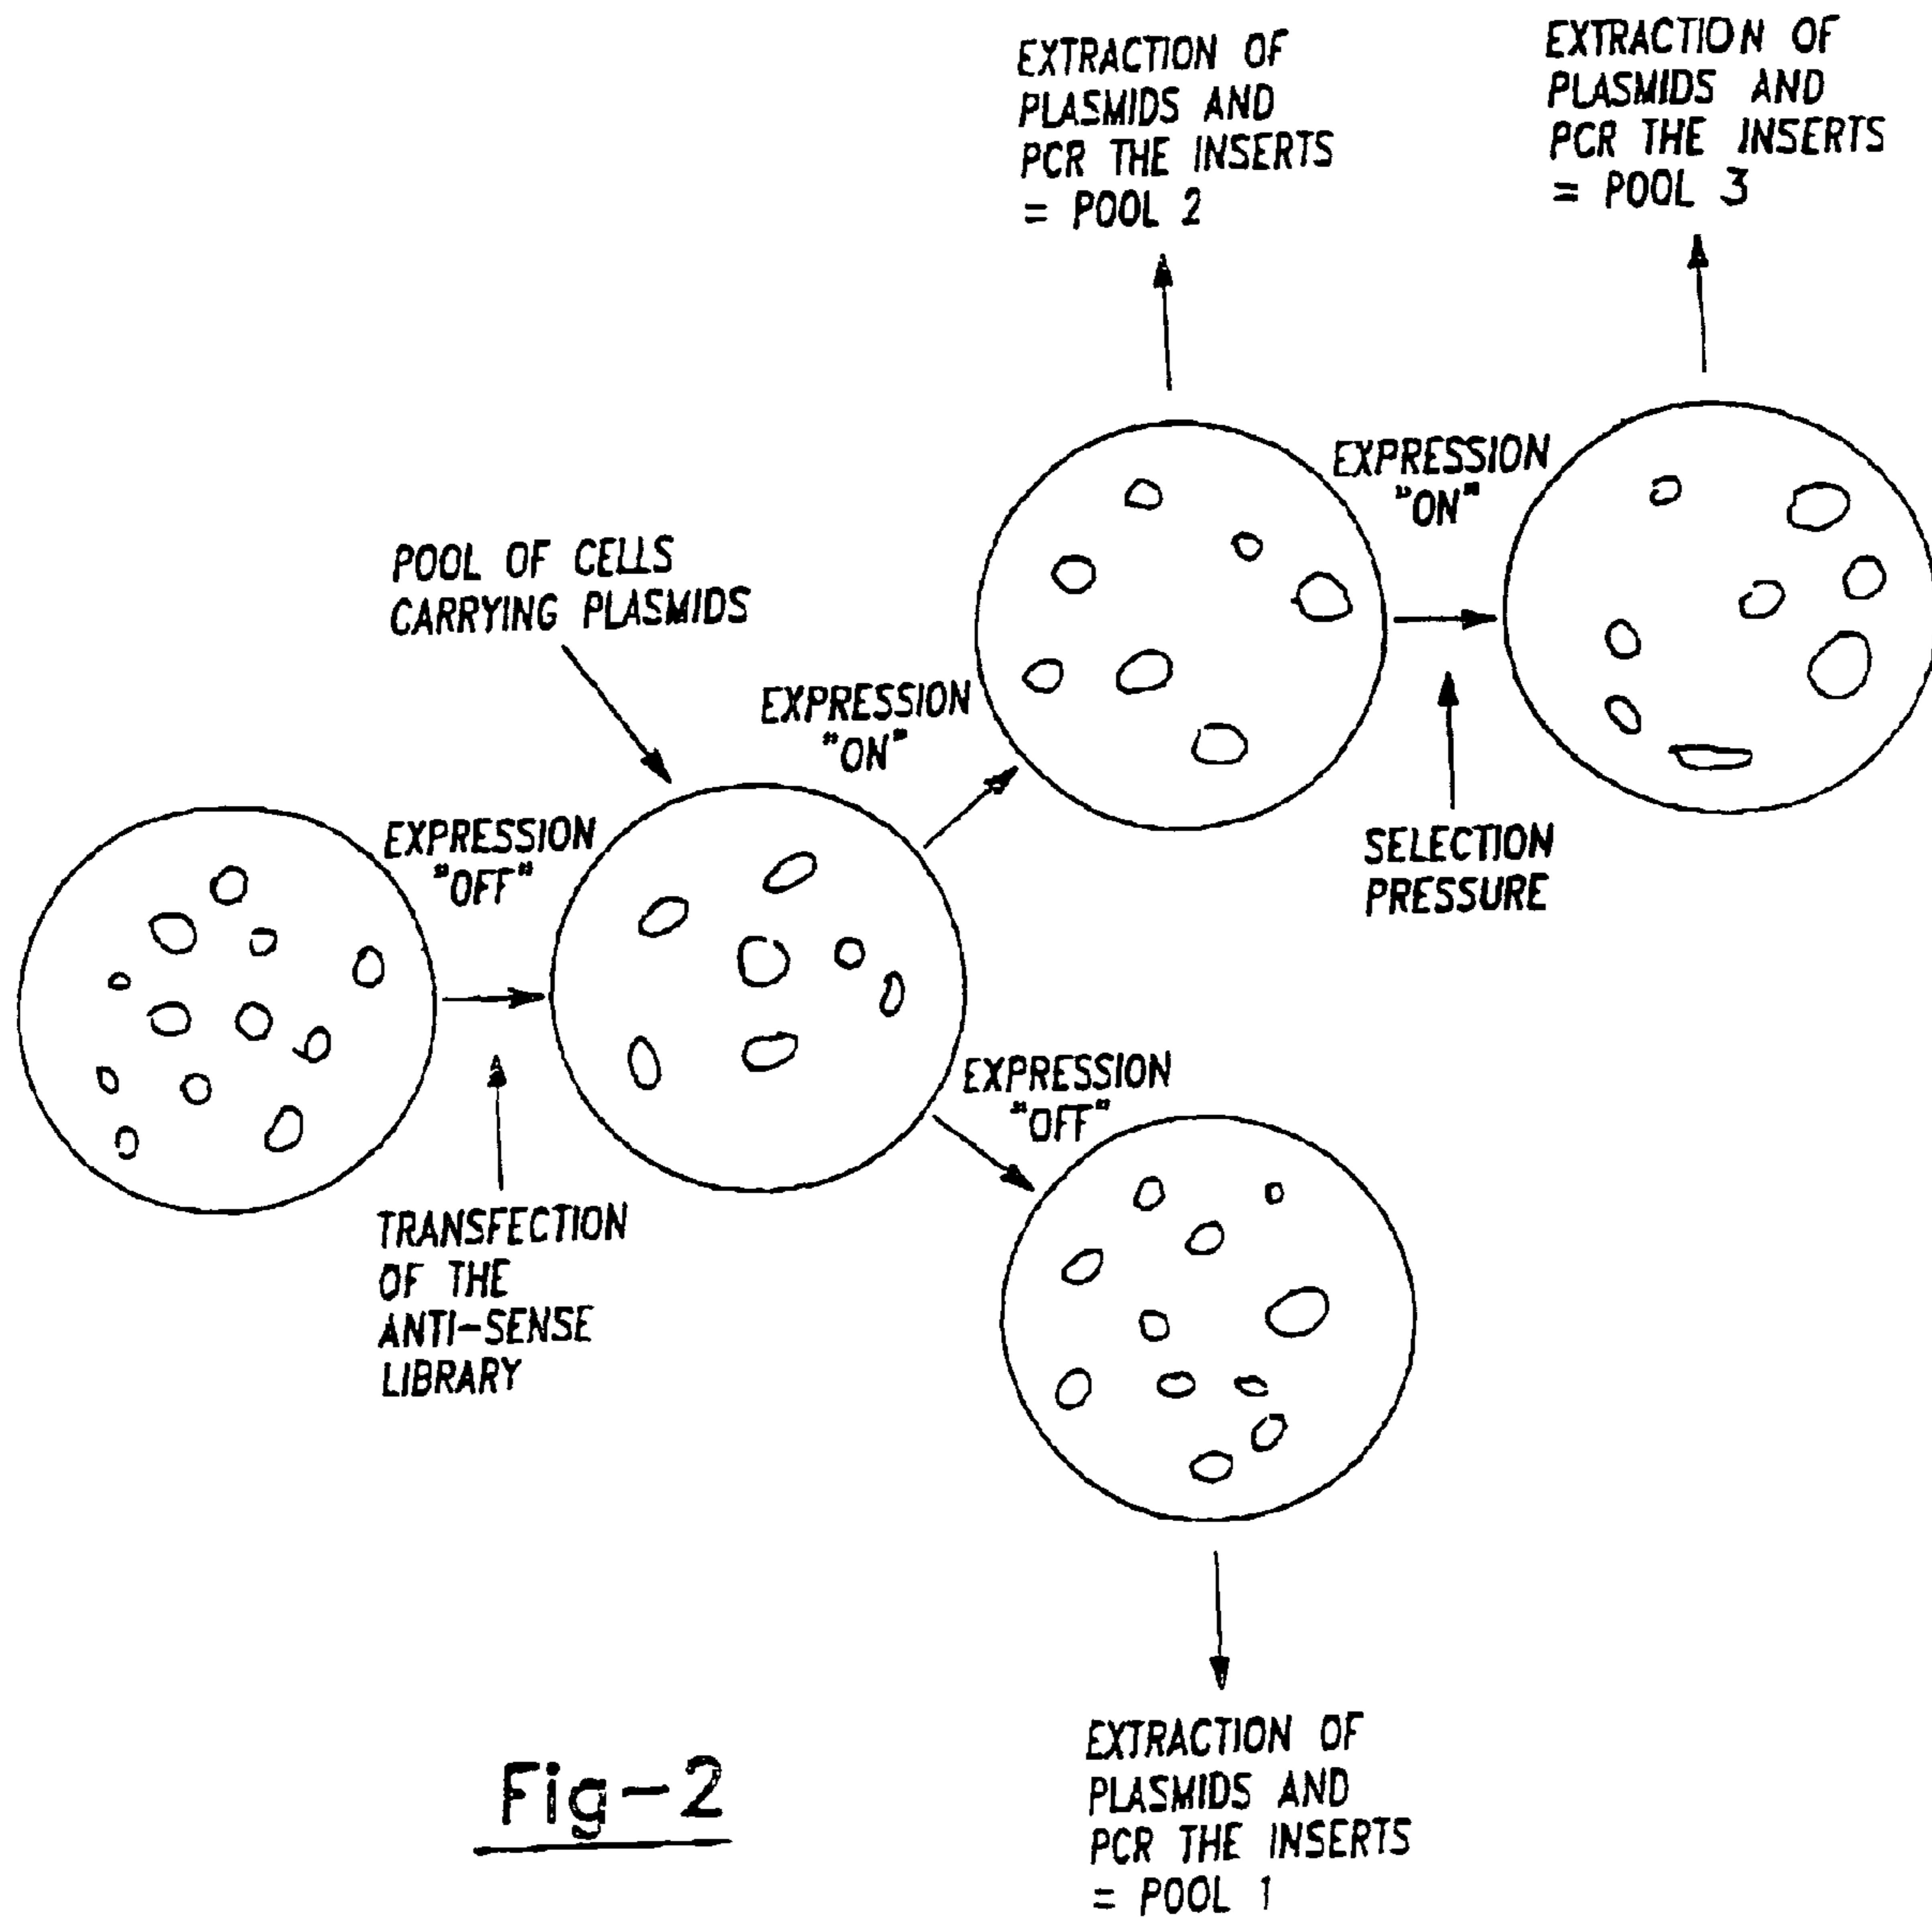 EXTRACTION OF
PLASMIDS AND
PCR THE INSERTS
= POOL 2
EXTRACTION OF
PLASMIDS AND
PCR THE INSERTS
= POOL 3
EXPRESSION
"ON"
POOL OF CELLS
CARRYING PLASMIDS
EXPRESSION
"ON"
SELECTION
PRESSURE
EXPRESSION
"OFF"
TRANSFECTION
OF THE
ANTI-SENSE
LIBRARY
EXPRESSION
"OFF"
EXTRACTION OF
PLASMIDS AND
PCR THE INSERTS
= POOL 1
Fig-2